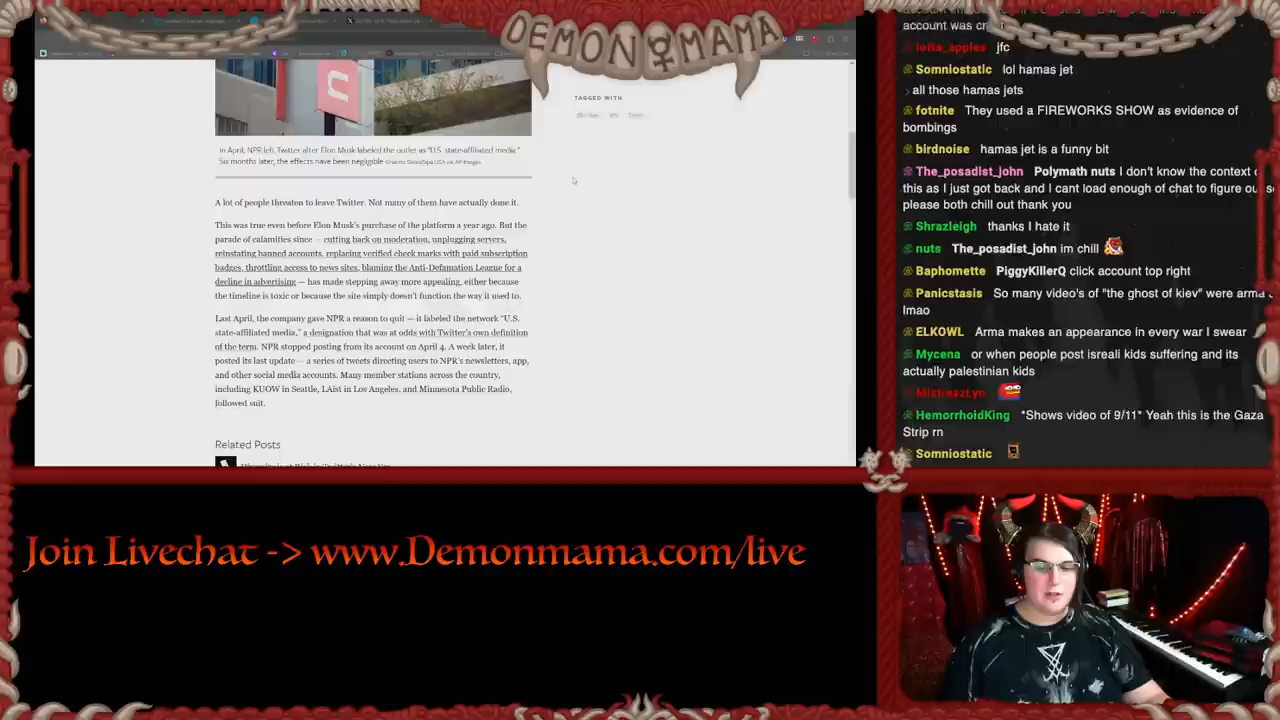 DEMON MAMA
TAGGED WITH
In April, NPR left Twitter after Elon Musk labeled the outlet as "U.S. state-affiliated media."
Six months later, the effects have been negligible
A lot of people threaten to leave Twitter. Not many of them have actually done it.
This was true even before Elon Musk's purchase of the platform a year ago. But the
parade of calamities since — cutting back on moderation, unplugging servers,
reinstating banned accounts, replacing verified check marks with paid subscription
badges, throttling access to news sites, blaming the Anti-Defamation League for a
decline in advertising — has made stepping away more appealing, either because
the timeline is toxic or because the site simply doesn't function the way it used to.
Last April, the company gave NPR a reason to quit — it labeled the network "U.S.
state-affiliated media," a designation that was at odds with Twitter's own definition
of the term. NPR stopped posting from its account on April 4. A week later, it
posted its last update — a series of tweets directing users to NPR's newsletters, app,
and other social media accounts. Many member stations across the country,
including KUOW in Seattle, LAist in Los Angeles, and Minnesota Public Radio,
followed suit.
Related Posts
account was
lotta_apples jfc
Somniostatic lol hamas jet
all those hamas jets
fotnite They used a FIREWORKS SHOW as evidence of
bombings
birdnoise hamas jet is a funny bit
The_posadist_john Polymath nuts I don't know the context
this as I just got back and I cant load enough of chat to figure
please both chill out thank you
Shrazleigh thanks I hate it
nuts The_posadist_john im chill
Baphomette PiggyKillerQ click account top right
Panicstasis So many video's of "the ghost of kiev" were arma
lmao
ELKOWL Arma makes an appearance in every war I swear
Mycena or when people post isreali kids suffering and its
actually palestinian kids
MistrezzLyn
HemorrhoidKing *Shows video of 9/11* Yeah this is the Gaza
Strip rn
Somniostatic
Join Livechat -> www.Demonmama.com/live